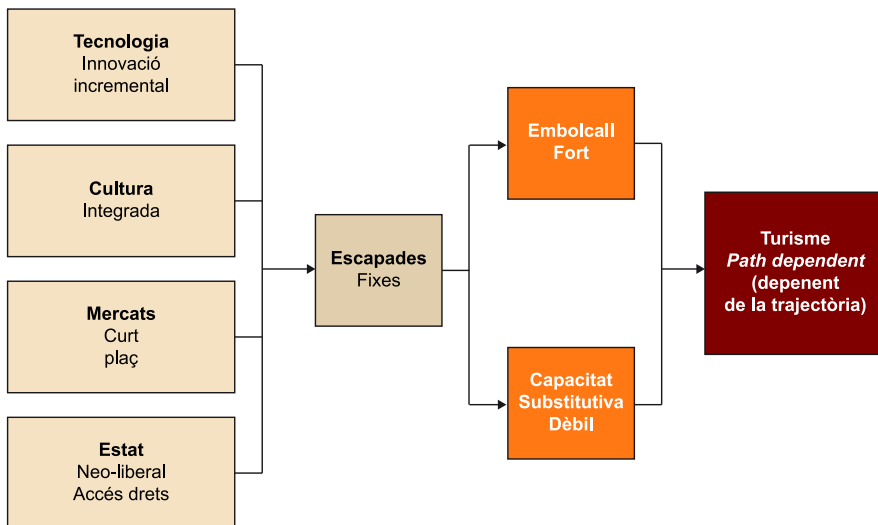 Tecnologia
Innovació
incremental
Cultura
Integrada
Mercats
Curt
plaç
Estat
Neo-liberal
Accés drets
Escapades
Fixes
Embolcall
Fort
Capacitat
Substitutiva
Dèbil
Turisme
Path dependent
(depenent
de la trajectòria)